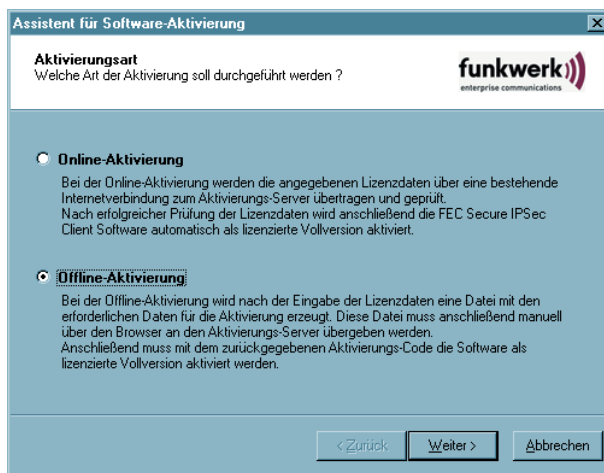 Assistent für Software-Aktivierung
Aktivierungsart
Welche Art der Aktivierung soll durchgeführt werden ?
funkwerk
enterprise communications
Online-Aktivierung
Bei der Online-Aktivierung werden die angegebenen Lizenzdaten über eine bestehende
Internetverbindung zum Aktivierungs-Server übertragen und geprüft.
Nach erfolgreicher Prüfung der Lizenzdaten wird anschließend die FEC Secure IPSec
Client Software automatisch als lizenzierte Vollversion aktiviert.
Offline-Aktivierung
Bei der Offline-Aktivierung wird nach der Eingabe der Lizenzdaten eine Datei mit den
erforderlichen Daten für die Aktivierung erzeugt. Diese Datei muss anschließend manuell
über den Browser an den Aktivierungs-Server übergeben werden.
Anschließend muss mit dem zurückgegebenen Aktivierungs-Code die Software als
lizenzierte Vollversion aktiviert werden.
< Zurück Weiter > Abbrechen